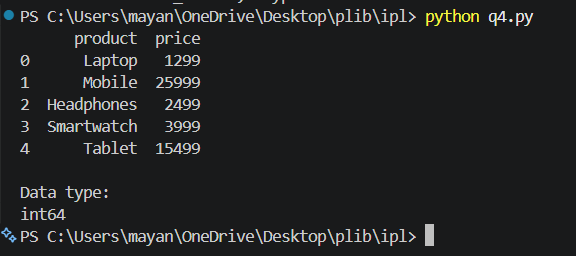 PS C:\Users\mayan\OneDrive\Desktop\plib\ipl> python q4.py
product price
0 Laptop 1299
1 Mobile 25999
2 Headphones 2499
3 Smartwatch 3999
4 Tablet 15499
Data type:
int64
PS C:\Users\mayan\OneDrive\Desktop\plib\ipl>